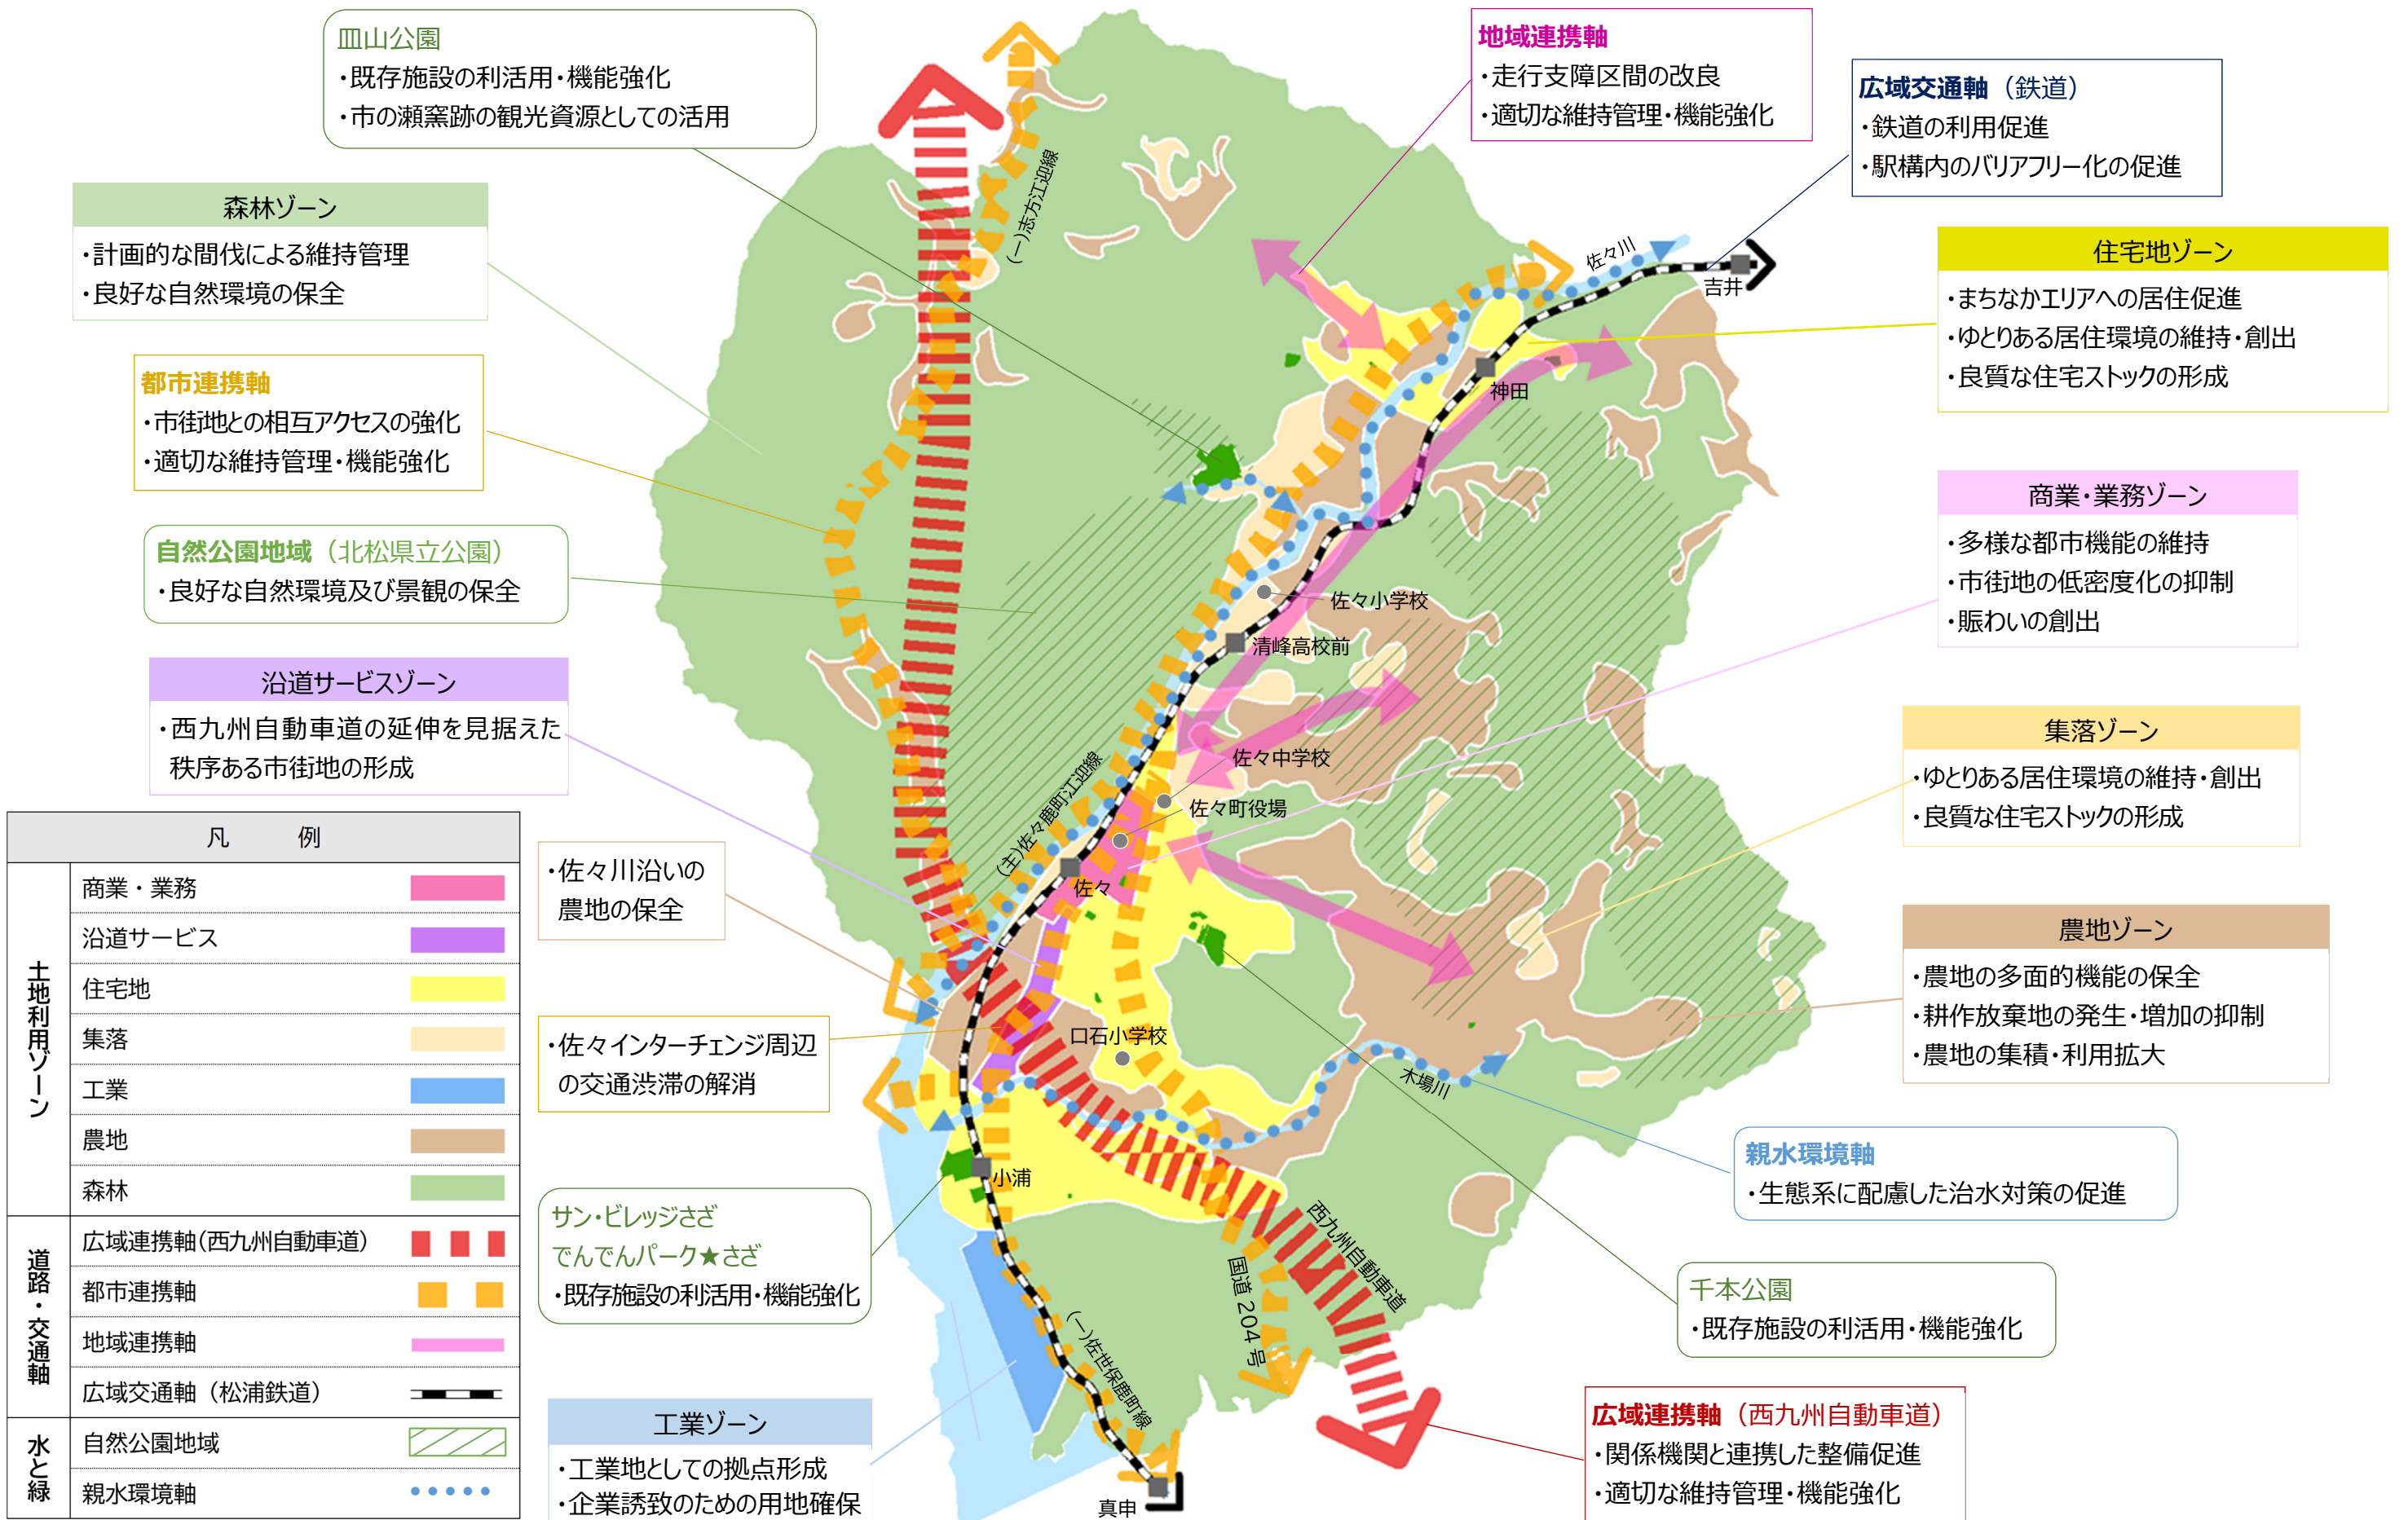 皿山公園
・既存施設の利活用・機能強化
・市の瀬窯跡の観光資源としての活用
地域連携軸
・走行支障区間の改良
・適切な維持管理・機能強化
広域交通軸（鉄道）
・鉄道の利用促進
・駅構内のバリアフリー化の促進
森林ゾーン
・計画的な間伐による維持管理
・良好な自然環境の保全
住宅地ゾーン
・まちなかエリアへの居住促進
・ゆとりある居住環境の維持・創出
・良質な住宅ストックの形成
都市連携軸
・市街地との相互アクセスの強化
・適切な維持管理・機能強化
商業・業務ゾーン
・多様な都市機能の維持
・市街地の低密度化の抑制
・賑わいの創出
自然公園地域（北松県立公園）
・良好な自然環境及び景観の保全
沿道サービスゾーン
・西九州自動車道の延伸を見据えた
秩序ある市街地の形成
集落ゾーン
・ゆとりある居住環境の維持・創出
・良質な住宅ストックの形成
・佐々川沿いの
農地の保全
農地ゾーン
・農地の多面的機能の保全
・耕作放棄地の発生・増加の抑制
・農地の集積・利用拡大
・佐々インターチェンジ周辺
の交通渋滞の解消
親水環境軸
・生態系に配慮した治水対策の促進
サン・ビレッジさざ
でんでんパーク★さざ
・既存施設の利活用・機能強化
千本公園
・既存施設の利活用・機能強化
工業ゾーン
・工業地としての拠点形成
・企業誘致のための用地確保
広域連携軸（西九州自動車道）
・関係機関と連携した整備促進
・適切な維持管理・機能強化
(一)志方江迎線
佐々川
吉井
神田
佐々小学校
清峰高校前
佐々中学校
佐々町役場
(主)佐々鹿町江迎線
佐々
口石小学校
木場川
小浦
西九州自動車道
国道204号
(一)佐世保鹿町線
真申
凡　例
土地利用ゾーン
商業・業務
沿道サービス
住宅地
集落
工業
農地
森林
道路・交通軸
広域連携軸(西九州自動車道)
都市連携軸
地域連携軸
広域交通軸（松浦鉄道）
水と緑
自然公園地域
親水環境軸